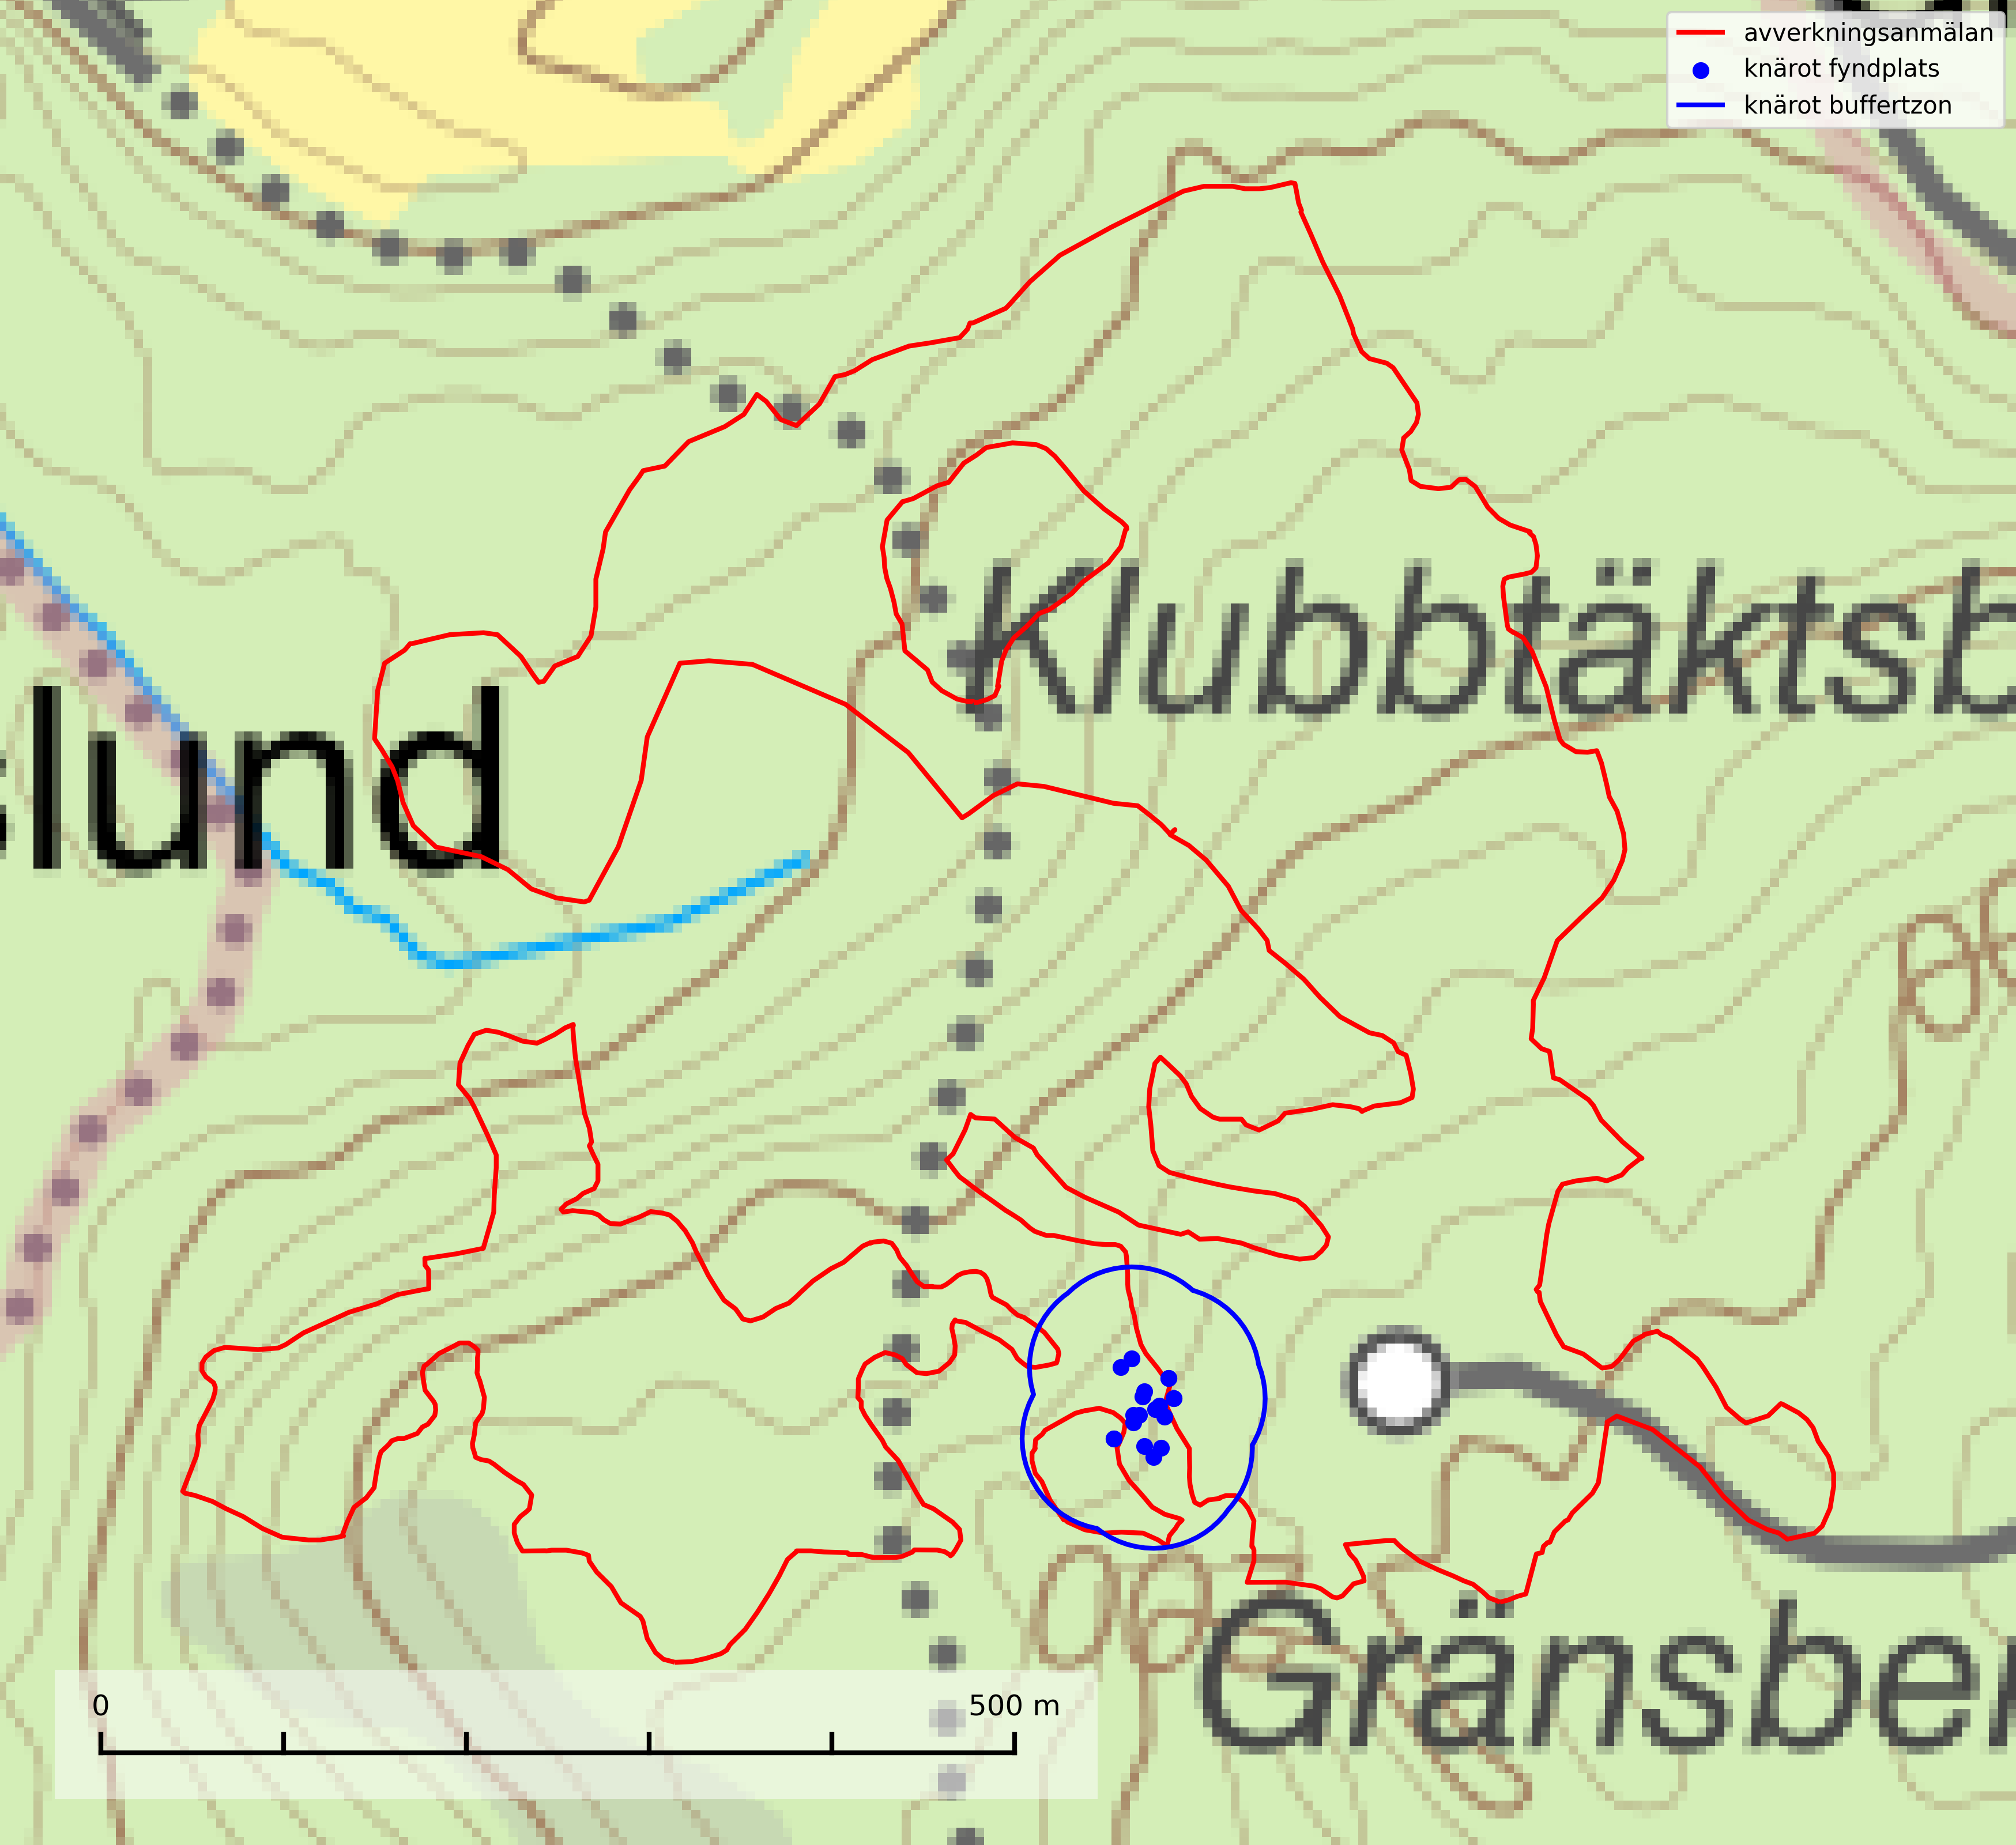 avverkningsanmälan
knärot fyndplats
knärot buffertzon
Klubbtäktsb
lund
Gränsber
0 500 m